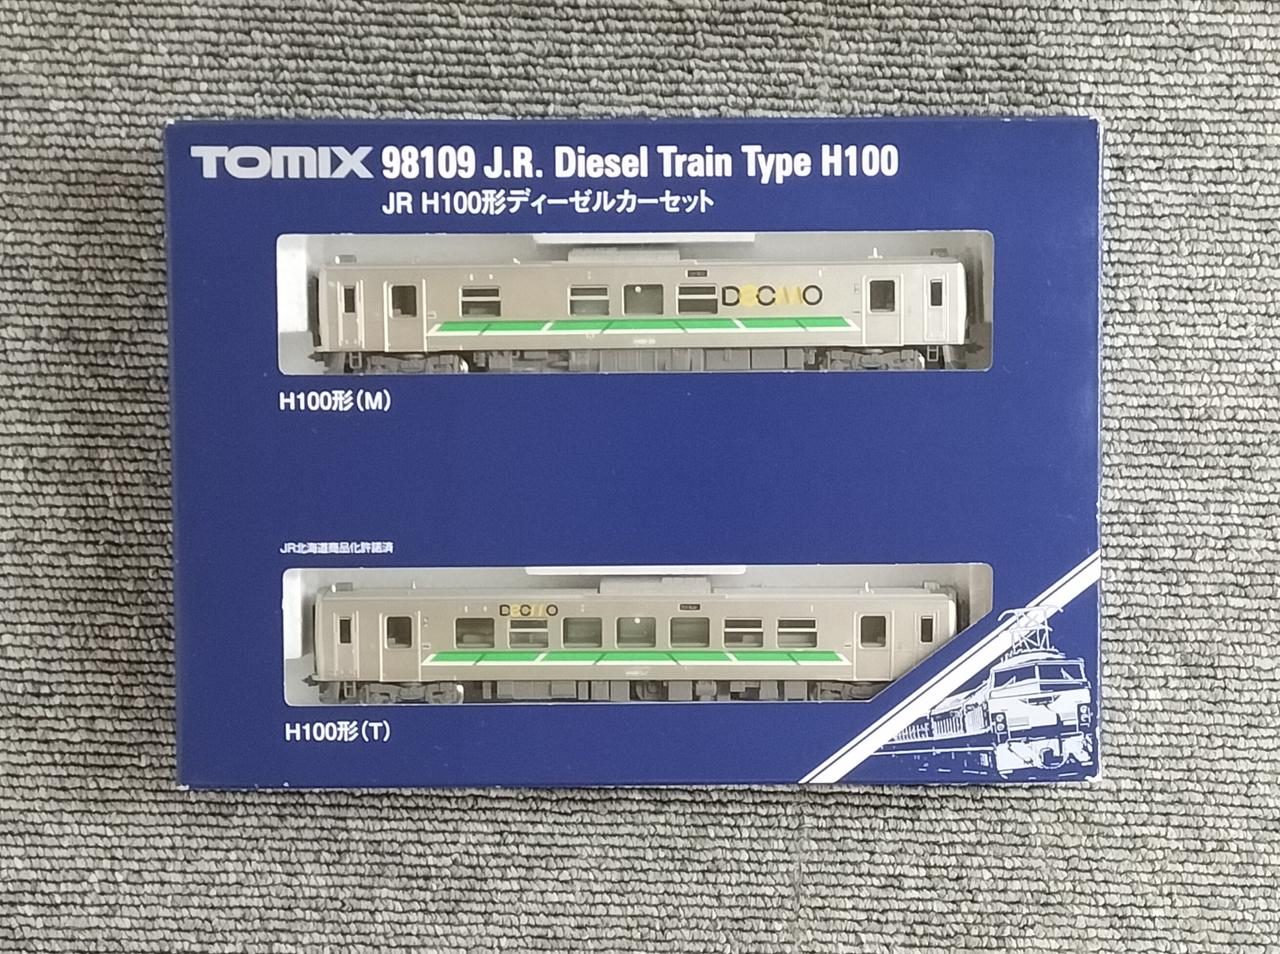 TOMIX 98109 J.R. Diesel Train Type H100
JR H100形ディーゼルカーセット
DECMO
H100形(M)
JR北海道商品化許諾済
DECMO
H100形(T)